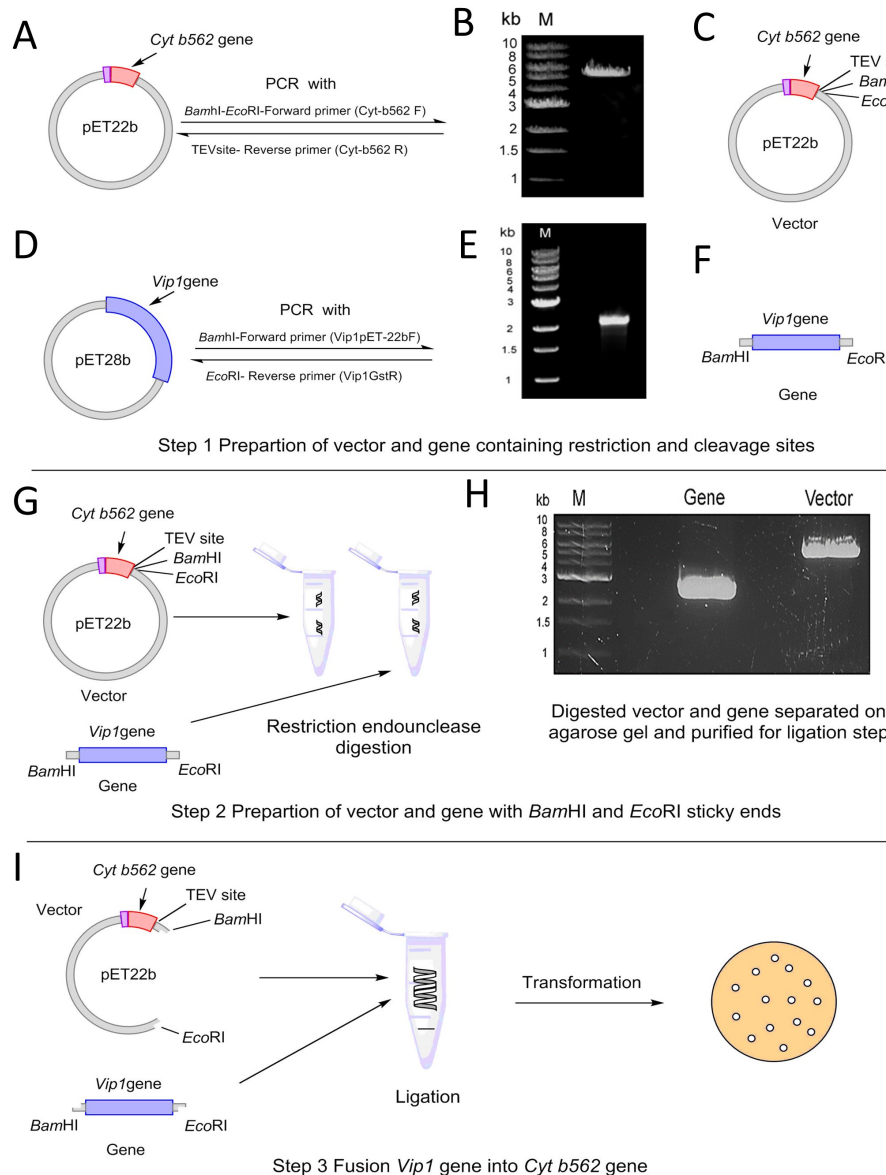 A
Cyt b562 gene
pET22b
PCR with
BamhI-EcoRI-Forward primer (Cyt-b562 F)
TEVsite- Reverse primer (Cyt-b562 R)
B
kb M
10
8
6
5
4
3
2
1.5
1
C
Cyt b562 gene
TEV s
Bam
Eco
pET22b
Vector
D
Vip1gene
pET28b
PCR with
BamhI-Forward primer (Vip1pET-22bF)
EcoRI- Reverse primer (Vip1GstR)
E
kb M
10
8
6
5
4
3
2
1.5
1
F
Vip1gene
BamHI EcoR
Gene
Step 1 Prepartion of vector and gene containing restriction and cleavage sites
G
Cyt b562 gene
TEV site
BamHI
EcoRI
pET22b
Vector
Vip1gene
BamHI EcoRI
Gene
Restriction endounclease
digestion
H
kb M Gene Vector
10
8
6
5
4
3
2
1.5
1
Digested vector and gene separated on
agarose gel and purified for ligation step
Step 2 Prepartion of vector and gene with BamHI and EcoRI sticky ends
I
Cyt b562 gene
Vector
TEV site
BamHI
pET22b
EcoRI
Vip1gene
BamHI EcoRI
Gene
Ligation
Transformation
Step 3 Fusion Vip1 gene into Cyt b562 gene